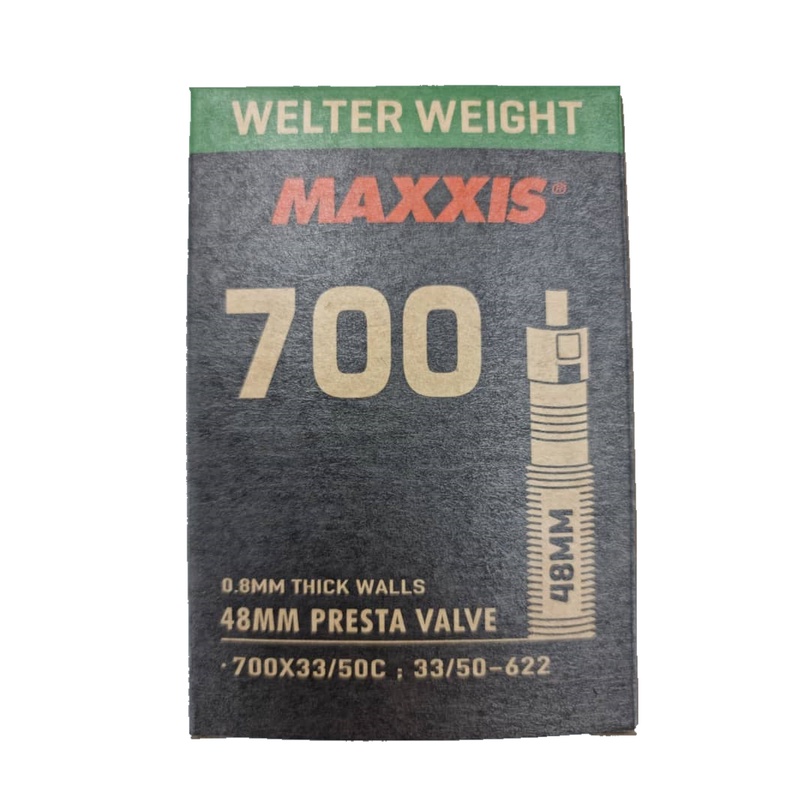 WELTER WEIGHT
MAXXIS®
700
48MM
0.8MM THICK WALLS
48MM PRESTA VALVE
·700X33/50C ; 33/50-622